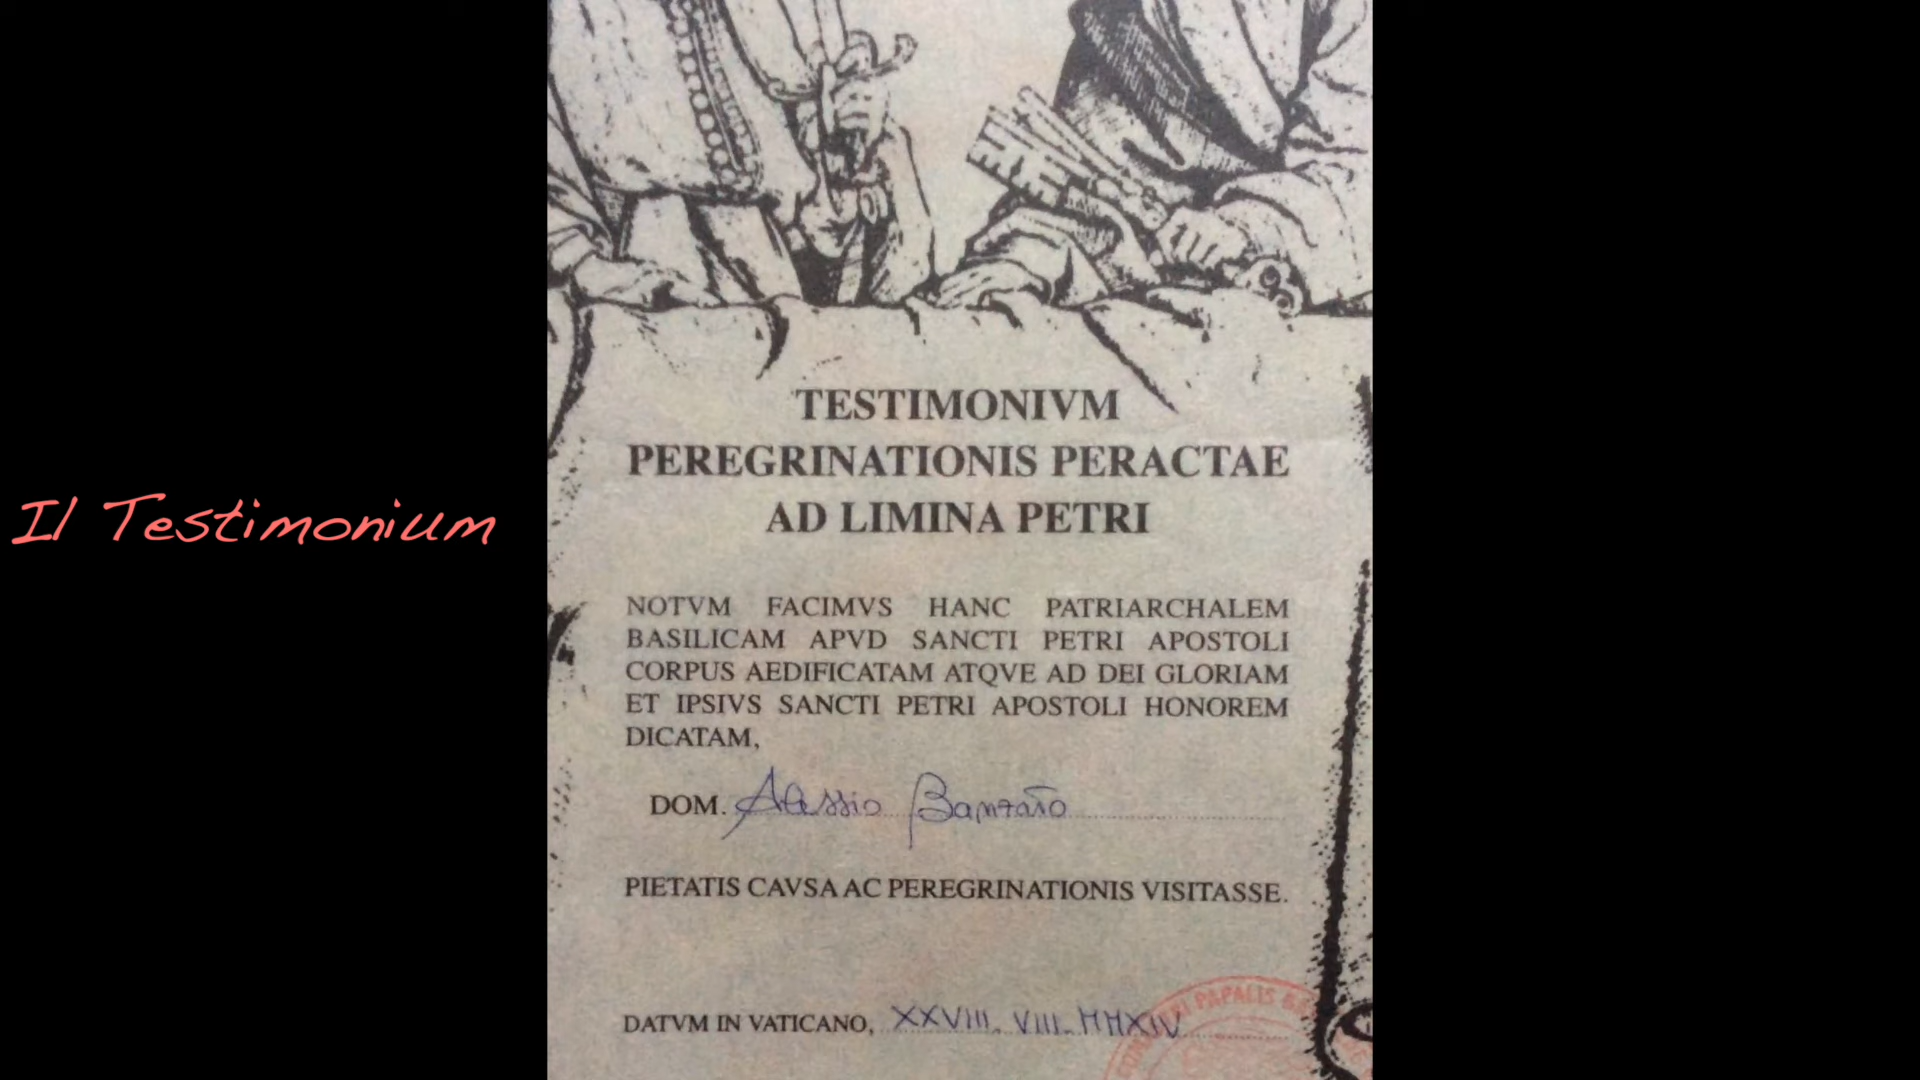 Il Testimonium
TESTIMONIVM
PEREGRINATIONIS PERACTAE
AD LIMINA PETRI
NOTVM FACIMVS HANC PATRIARCHALEM
BASILICAM APVD SANCTI PETRI APOSTOLI
CORPUS AEDIFICATAM ATQVE AD DEI GLORIAM
ET IPSIVS SANCTI PETRI APOSTOLI HONOREM
DICATAM,
DOM. Alessio Banzato
PIETATIS CAVSA AC PEREGRINATIONIS VISITASSE.
DATVM IN VATICANO, XXVIII. VIII. MMXIV
PAPALIS